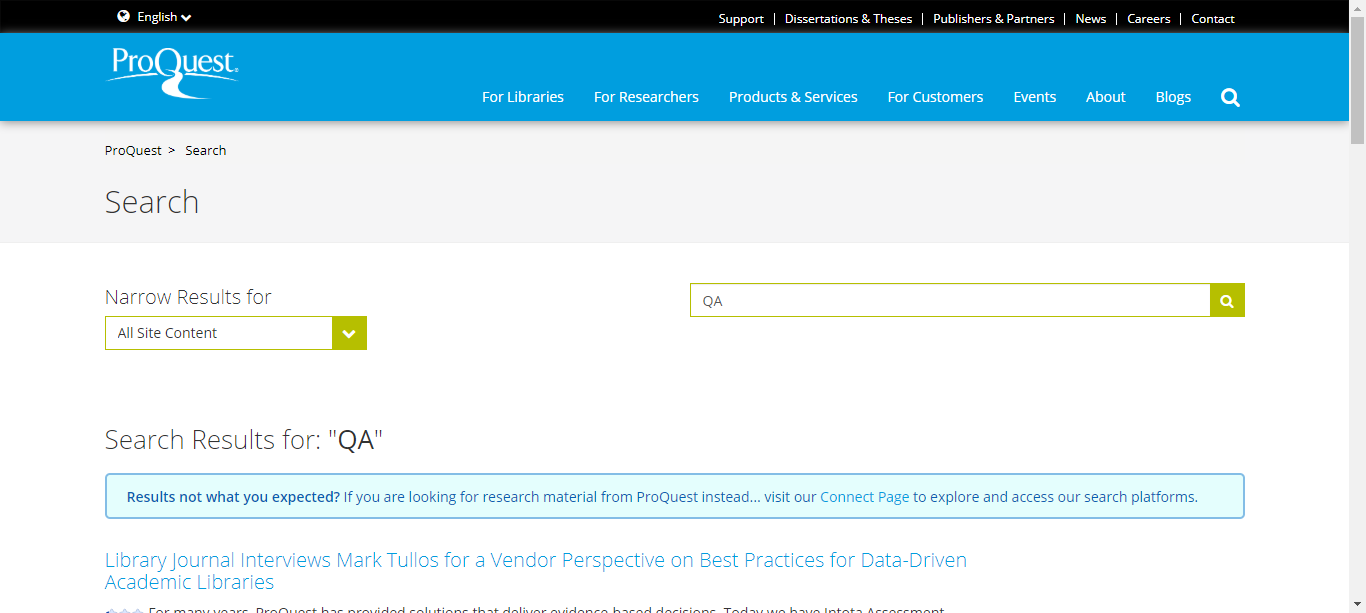 English
Support | Dissertations & Theses | Publishers & Partners | News | Careers | Contact
ProQuest
For Libraries For Researchers Products & Services For Customers Events About Blogs
ProQuest > Search
Search
Narrow Results for
All Site Content
QA
Search Results for: "QA"
Results not what you expected? If you are looking for research material from ProQuest instead... visit our Connect Page to explore and access our search platforms.
Library Journal Interviews Mark Tullos for a Vendor Perspective on Best Practices for Data-Driven
Academic Libraries
For many years, ProQuest has provided solutions that deliver evidence-based decisions. Today we have Intota Assessment